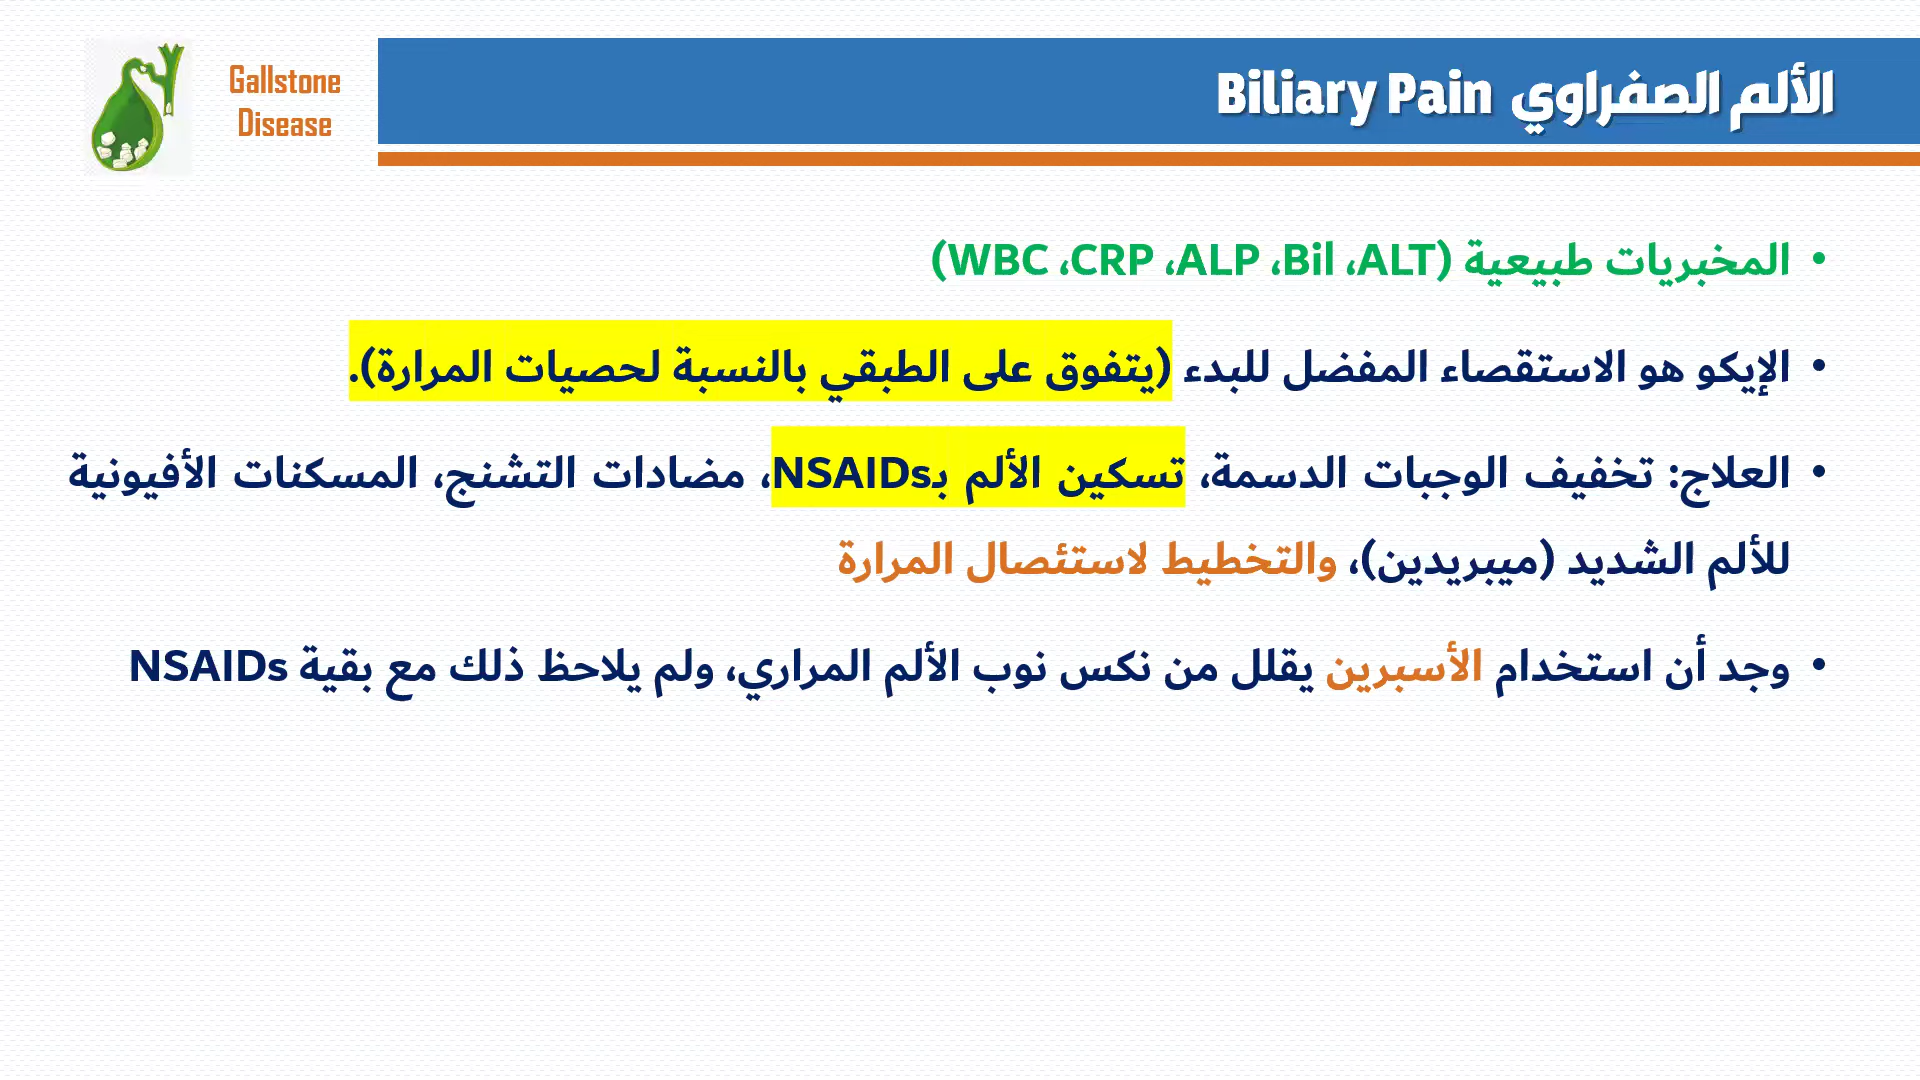 Gallstone
Disease
الألم الصفراوي Biliary Pain
• المخبريات طبيعية (WBC ،CRP ،ALP ،Bil ،ALT)
• الإيكو هو الاستقصاء المفضل للبدء (يتفوق على الطبقي بالنسبة لحصيات المرارة).
• العلاج: تخفيف الوجبات الدسمة، تسكين الألم بـNSAIDs، مضادات التشنج، المسكنات الأفيونية
للألم الشديد (ميبريدين)، والتخطيط لاستئصال المرارة
• وجد أن استخدام الأسبرين يقلل من نكس نوب الألم المراري، ولم يلاحظ ذلك مع بقية NSAIDs